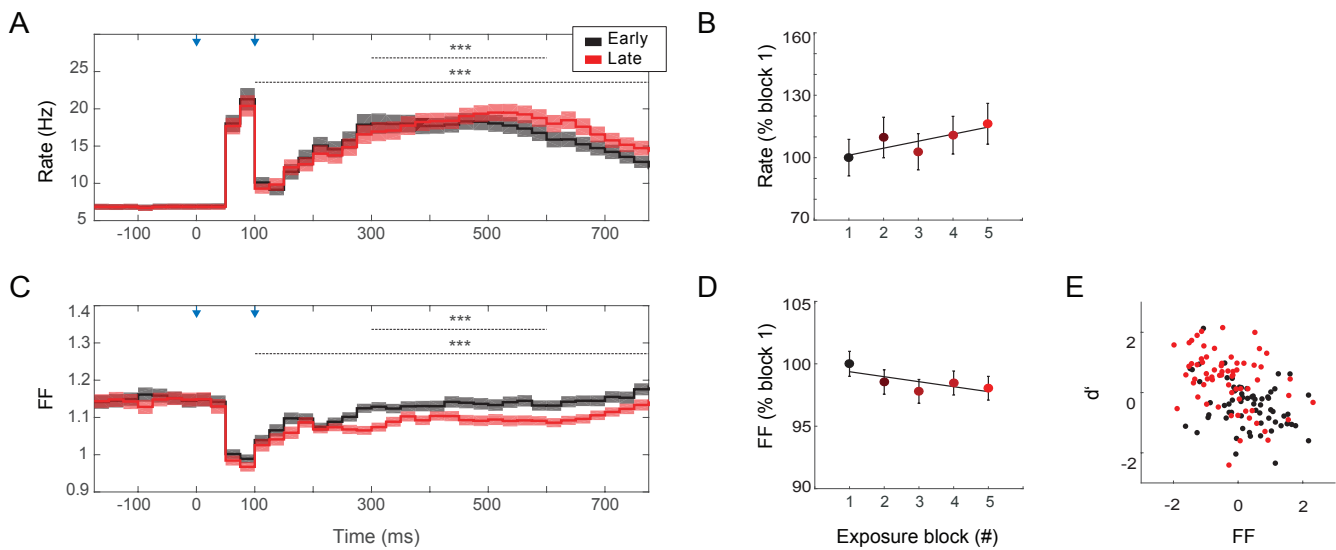 A
Rate (Hz)
25
20
15
10
5
-100 0 100 300 500 700
***
***
Early
Late
B
Rate (% block 1)
160
130
100
70
1 2 3 4 5
C
FF
1.4
1.3
1.2
1.1
1
0.9
***
***
-100 0 100 300 500 700
Time (ms)
D
FF (% block 1)
105
100
95
90
1 2 3 4 5
Exposure block (#)
E
d'
2
0
-2
-2 0 2
FF